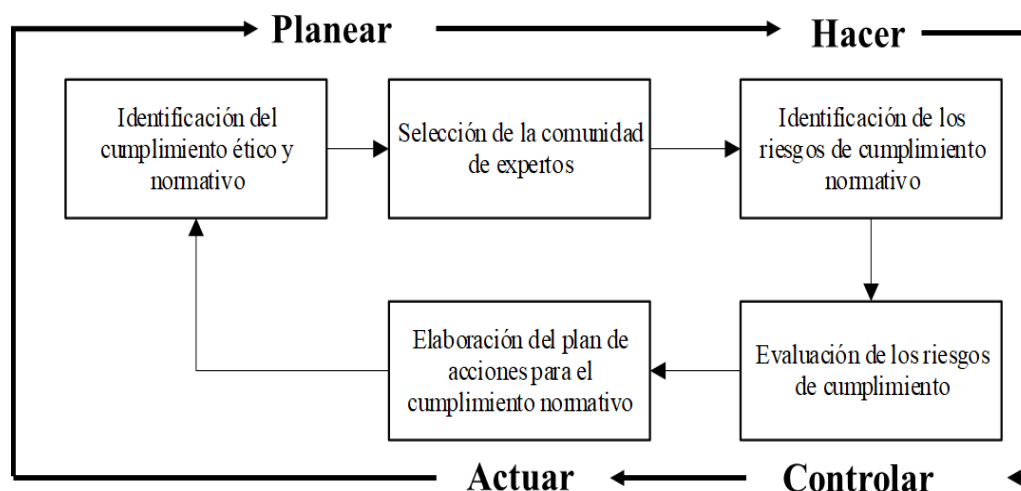 Planear
Hacer
Identificación del
cumplimiento ético y
normativo
Selección de la comunidad
de expertos
Identificación de los
riesgos de cumplimiento
normativo
Elaboración del plan de
acciones para el
cumplimiento normativo
Evaluación de los riesgos
de cumplimiento
Actuar
Controlar